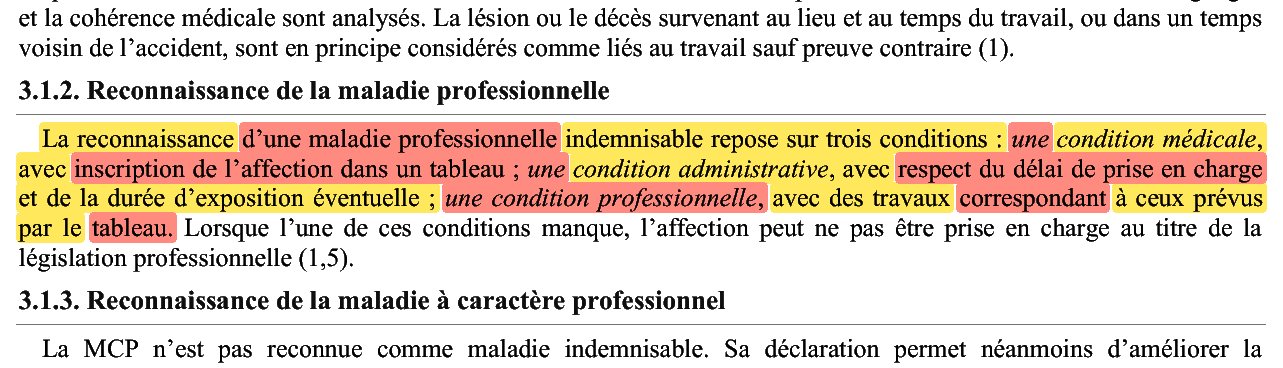 et la cohérence médicale sont analysés. La lésion ou le décès survenant au lieu et au temps du travail, ou dans un temps
voisin de l’accident, sont en principe considérés comme liés au travail sauf preuve contraire (1).
3.1.2. Reconnaissance de la maladie professionnelle
La reconnaissance d’une maladie professionnelle indemnisable repose sur trois conditions : une condition médicale,
avec inscription de l’affection dans un tableau ; une condition administrative, avec respect du délai de prise en charge
et de la durée d’exposition éventuelle ; une condition professionnelle, avec des travaux correspondant à ceux prévus
par le tableau. Lorsque l’une de ces conditions manque, l’affection peut ne pas être prise en charge au titre de la
législation professionnelle (1,5).
3.1.3. Reconnaissance de la maladie à caractère professionnel
La MCP n’est pas reconnue comme maladie indemnisable. Sa déclaration permet néanmoins d’améliorer la